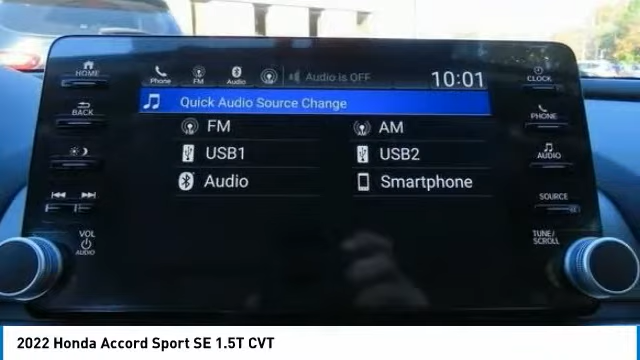 HOME
Phone FM Audio Audio is OFF 10:01
CLOCK
Quick Audio Source Change
BACK
PHONE
FM AM
USB1 USB2
AUDIO
Audio Smartphone
SOURCE
VOL
AUDIO
TUNE/
SCROLL
2022 Honda Accord Sport SE 1.5T CVT